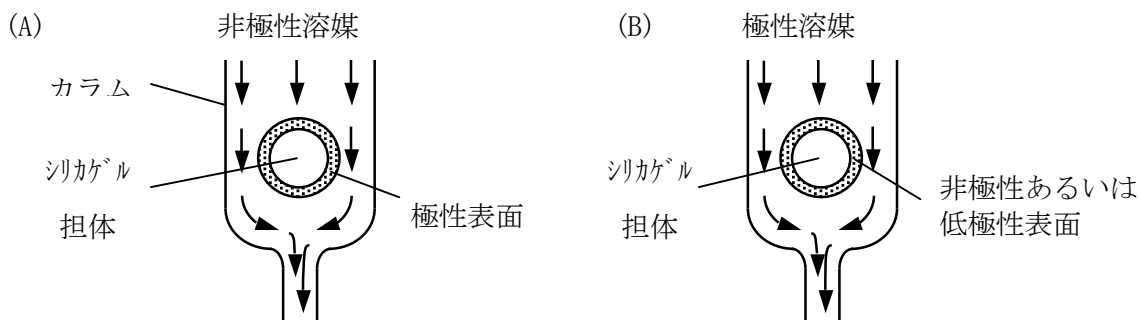 (A)
非極性溶媒
カラム
シリカゲル
担体
極性表面
(B)
極性溶媒
シリカゲル
担体
非極性あるいは
低極性表面